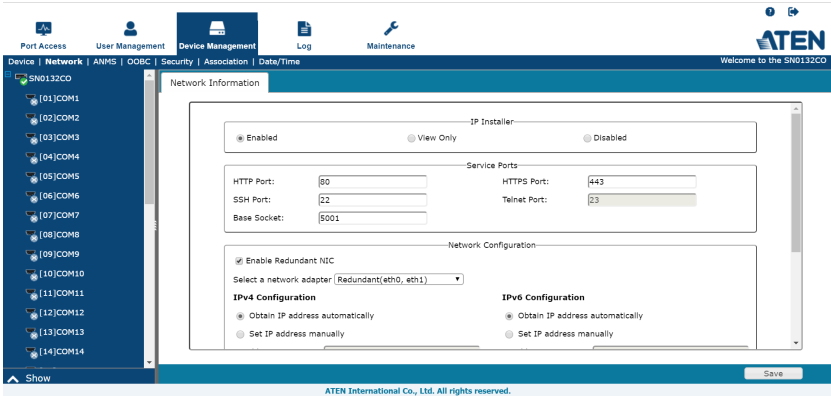 Port Access
User Management
Device Management
Log
Maintenance
ATEN
Device | Network | ANMS | OOBC | Security | Association | Date/Time
Welcome to the SN0132CO
SN0132CO
[01]COM1
[02]COM2
[03]COM3
[04]COM4
[05]COM5
[06]COM6
[07]COM7
[08]COM8
[09]COM9
[10]COM10
[11]COM11
[12]COM12
[13]COM13
[14]COM14
Show
Network Information
IP Installer
Enabled
View Only
Disabled
Service Ports
HTTP Port: 80
HTTPS Port: 443
SSH Port: 22
Telnet Port: 23
Base Socket: 5001
Network Configuration
Enable Redundant NIC
Select a network adapter Redundant(eth0, eth1)
IPv4 Configuration
IPv6 Configuration
Obtain IP address automatically
Obtain IP address automatically
Set IP address manually
Set IP address manually
Save
ATEN International Co., Ltd. All rights reserved.